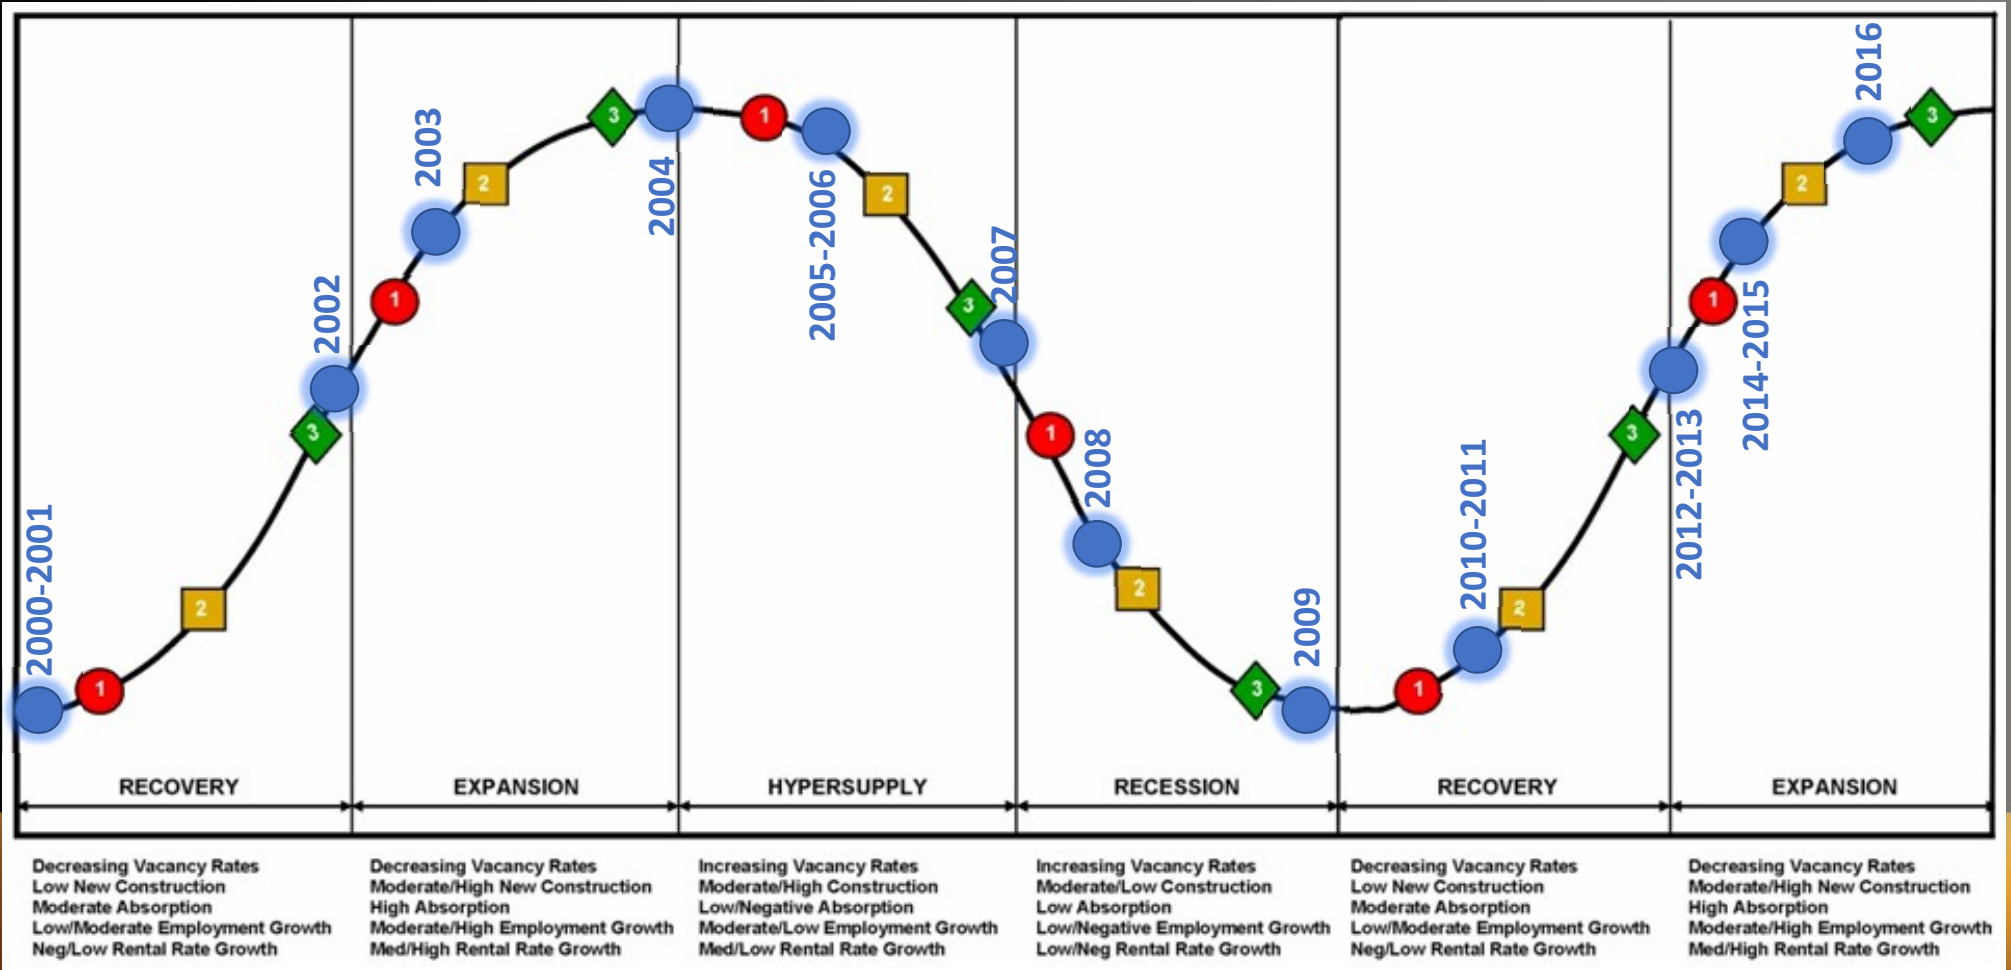 2016
3
2004
1
2003
2
3
2005-2006
2
2
2002
1
2007
3
1
2014-2015
2000-2001
3
1
2008
2010-2011
3
2012-2013
2
2
2009
2
1
3
1
RECOVERY
EXPANSION
HYPERSUPPLY
RECESSION
RECOVERY
EXPANSION
Decreasing Vacancy Rates
Low New Construction
Moderate Absorption
Low/Moderate Employment Growth
Neg/Low Rental Rate Growth
Decreasing Vacancy Rates
Moderate/High New Construction
High Absorption
Moderate/High Employment Growth
Med/High Rental Rate Growth
Increasing Vacancy Rates
Moderate/High Construction
Low/Negative Absorption
Moderate/Low Employment Growth
Med/Low Rental Rate Growth
Increasing Vacancy Rates
Moderate/Low Construction
Low Absorption
Low/Negative Employment Growth
Low/Neg Rental Rate Growth
Decreasing Vacancy Rates
Low New Construction
Moderate Absorption
Low/Moderate Employment Growth
Neg/Low Rental Rate Growth
Decreasing Vacancy Rates
Moderate/High New Construction
High Absorption
Moderate/High Employment Growth
Med/High Rental Rate Growth